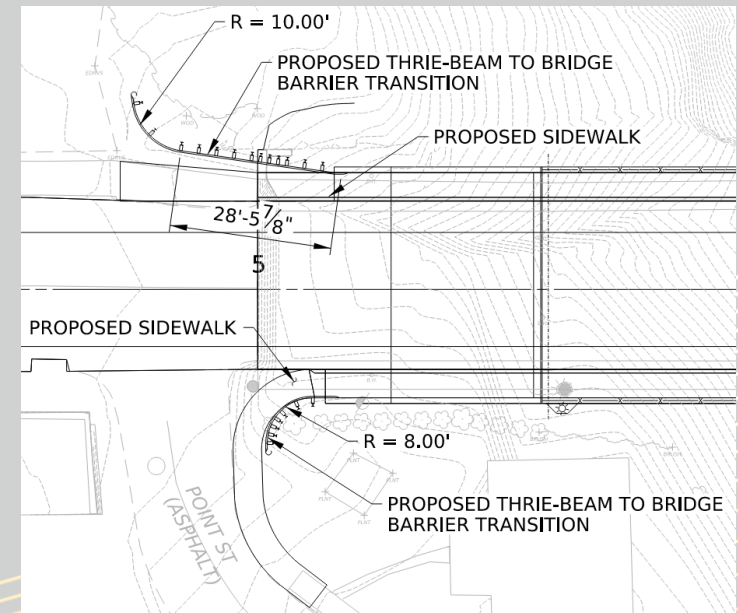 R = 10.00'
PROPOSED THRIE-BEAM TO BRIDGE
BARRIER TRANSITION
PROPOSED SIDEWALK
28'-5 7/8"
5
PROPOSED SIDEWALK
R = 8.00'
POINT ST
(ASPHALT)
PROPOSED THRIE-BEAM TO BRIDGE
BARRIER TRANSITION